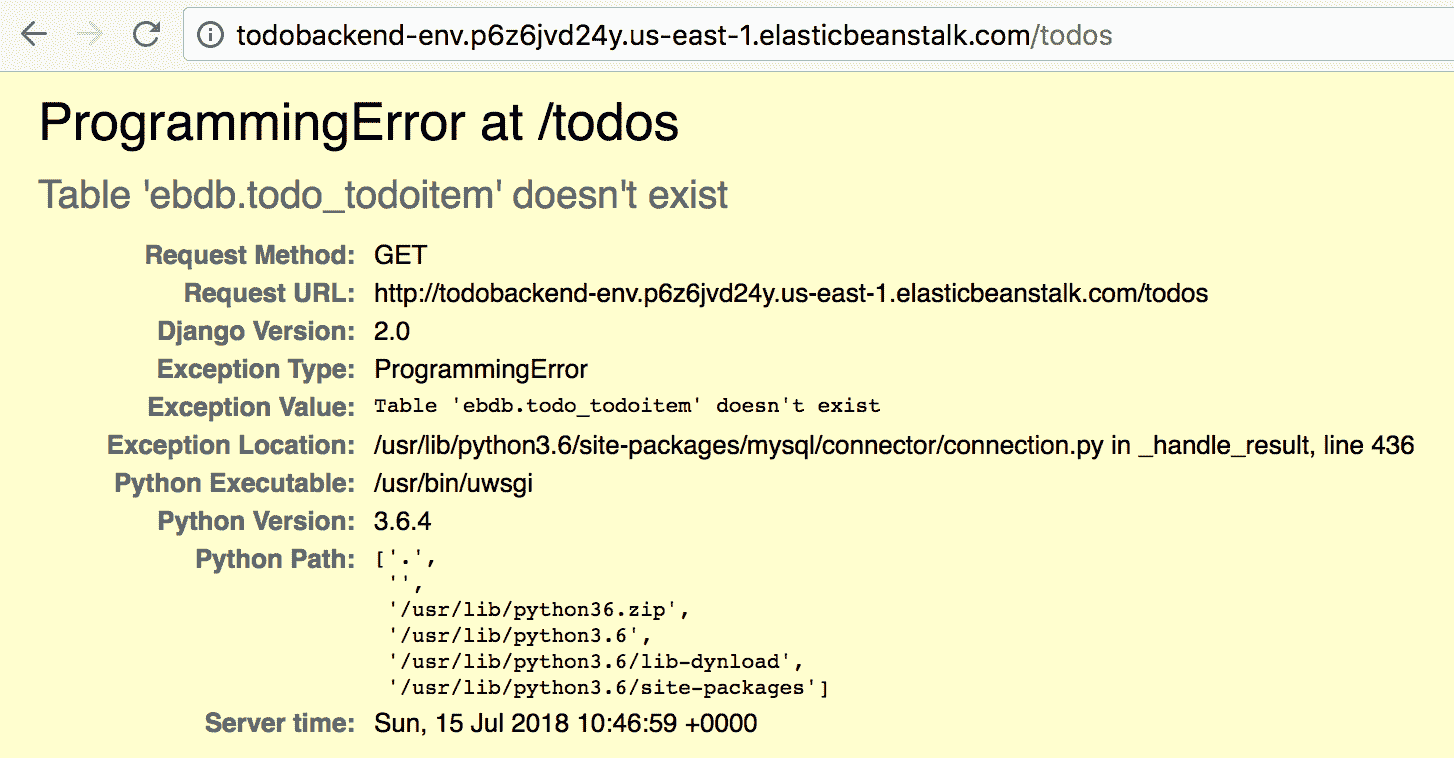 todobackend-env.p6z6jvd24y.us-east-1.elasticbeanstalk.com/todos
ProgrammingError at /todos
Table 'ebdb.todo_todoitem' doesn't exist
Request Method: GET
Request URL: http://todobackend-env.p6z6jvd24y.us-east-1.elasticbeanstalk.com/todos
Django Version: 2.0
Exception Type: ProgrammingError
Exception Value: Table 'ebdb.todo_todoitem' doesn't exist
Exception Location: /usr/lib/python3.6/site-packages/mysql/connector/connection.py in _handle_result, line 436
Python Executable: /usr/bin/uwsgi
Python Version: 3.6.4
Python Path: ['.',
'',
'/usr/lib/python36.zip',
'/usr/lib/python3.6',
'/usr/lib/python3.6/lib-dynload',
'/usr/lib/python3.6/site-packages']
Server time: Sun, 15 Jul 2018 10:46:59 +0000